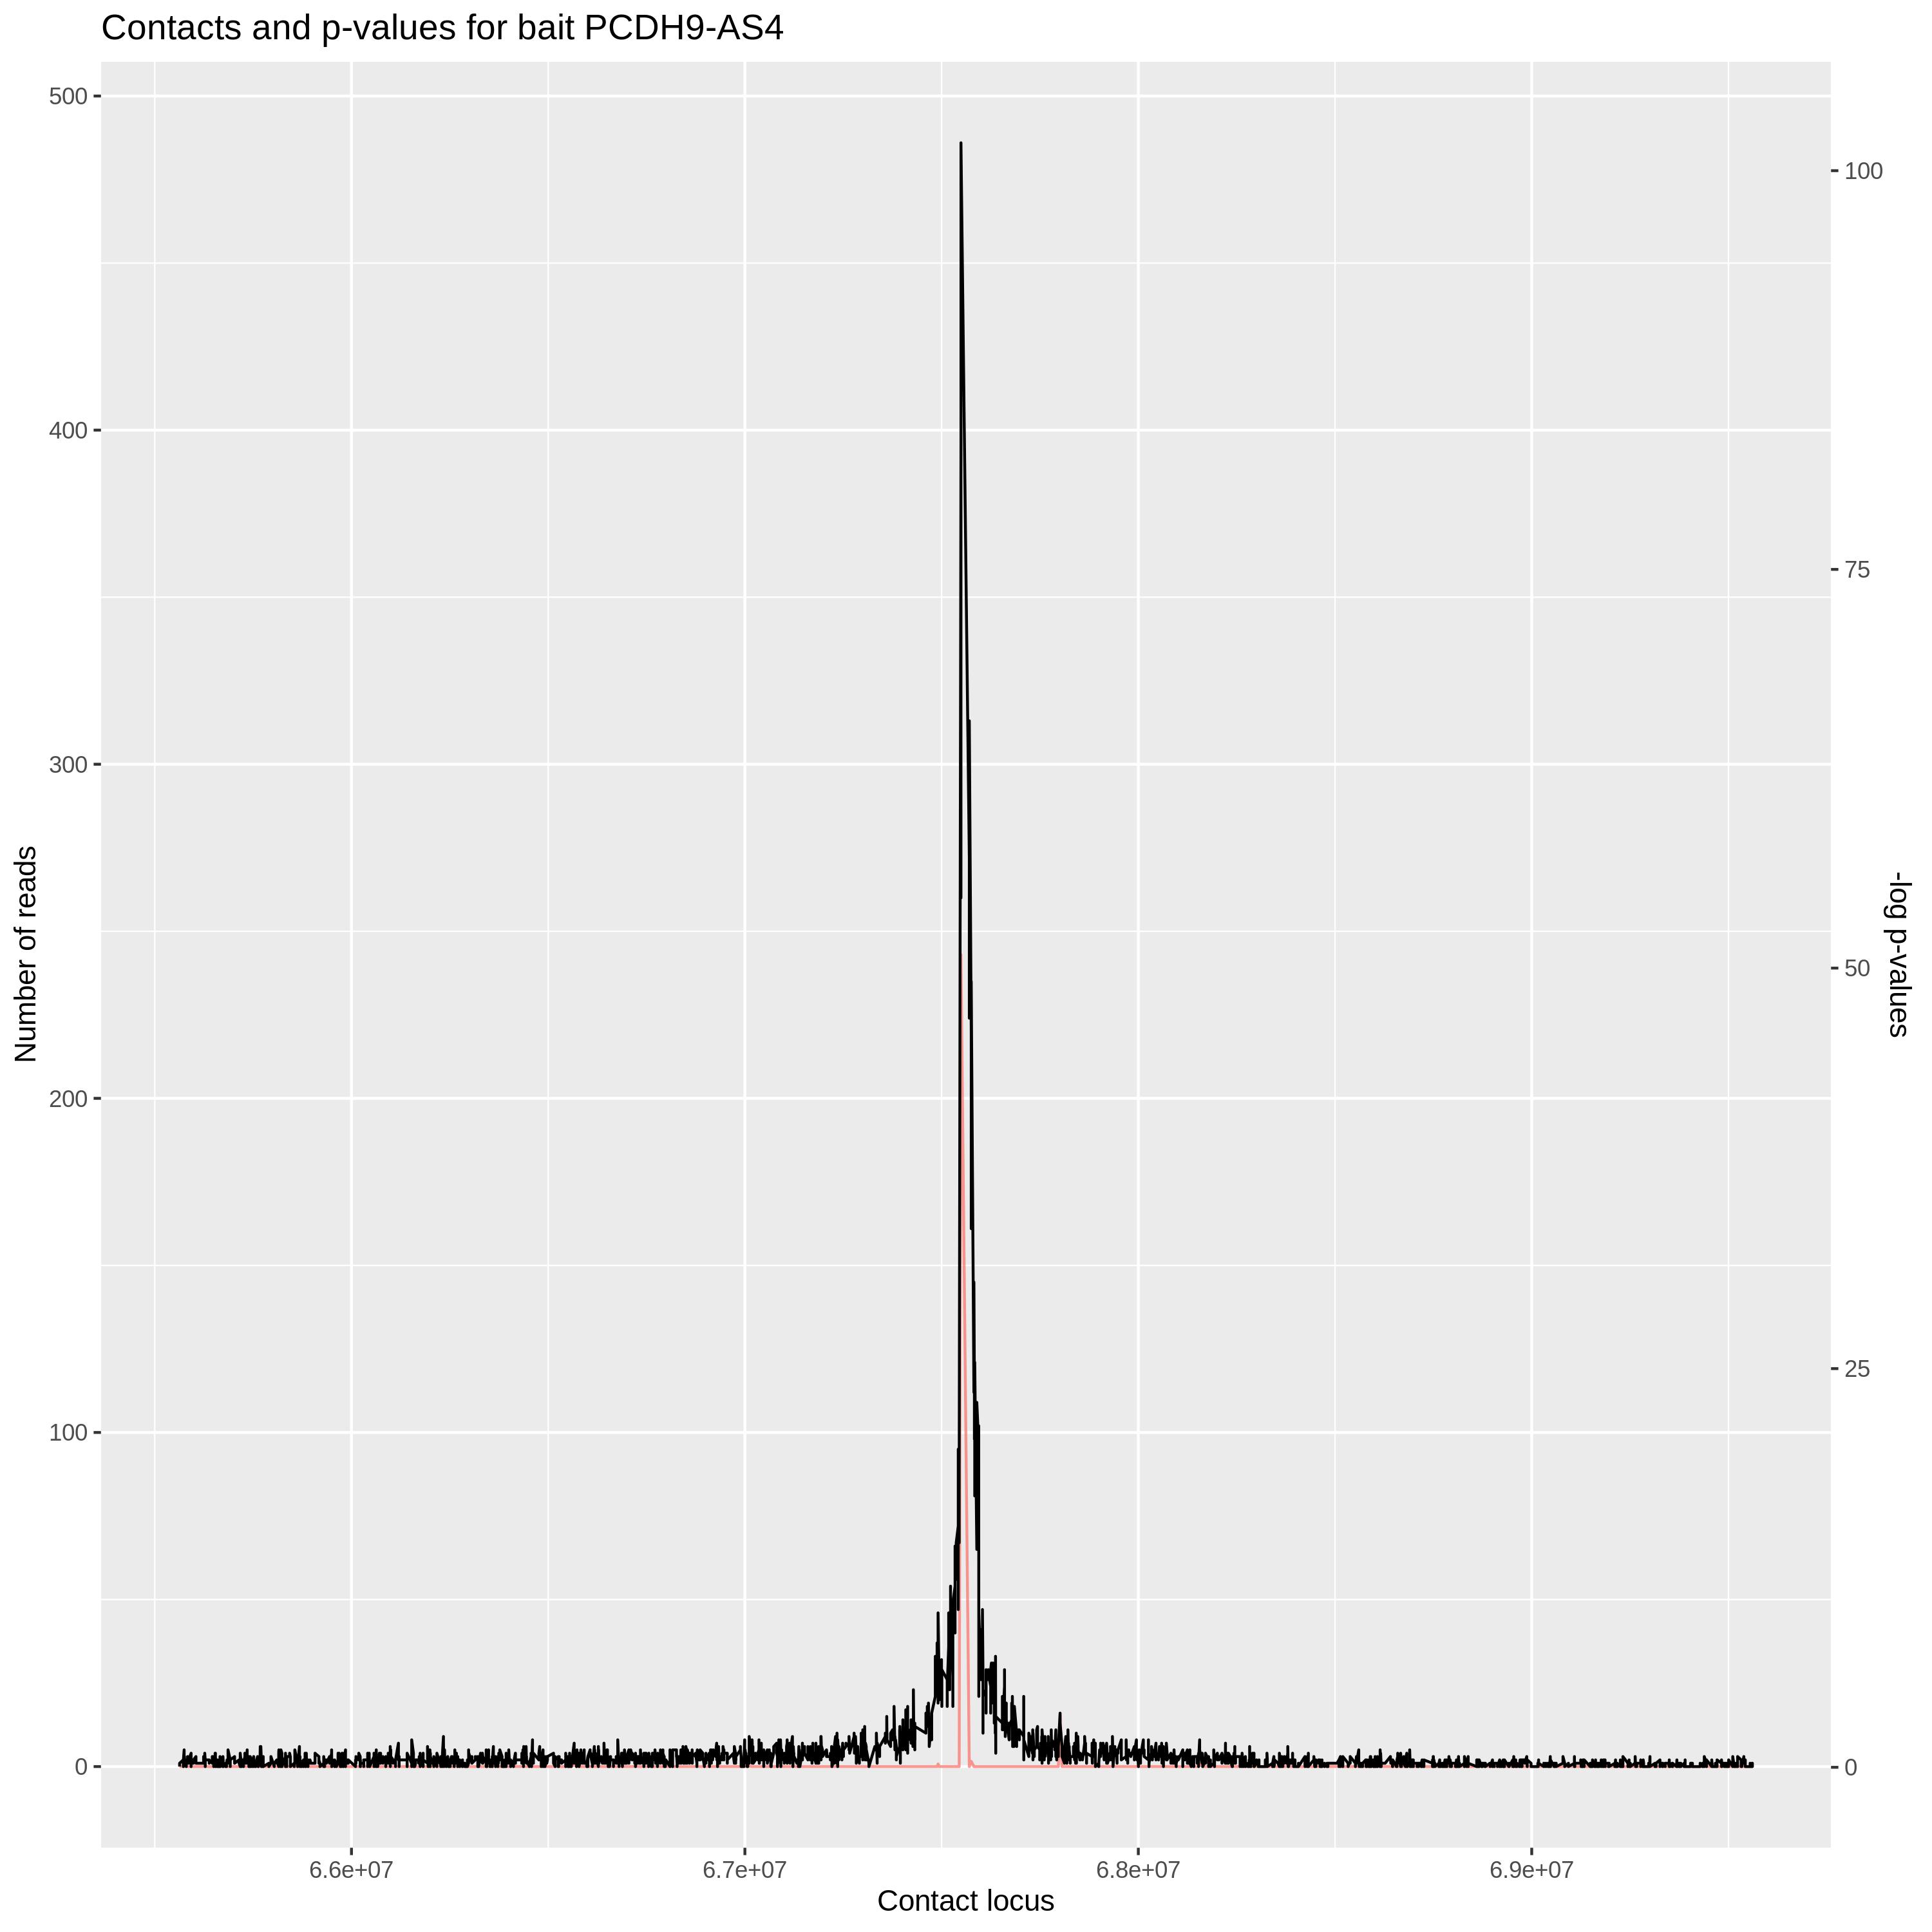 Contacts and p-values for bait PCDH9-AS4
500
400
300
200
100
0
Number of reads
100
75
50
25
0
-log p-values
6.6e+07
6.7e+07
6.8e+07
6.9e+07
Contact locus